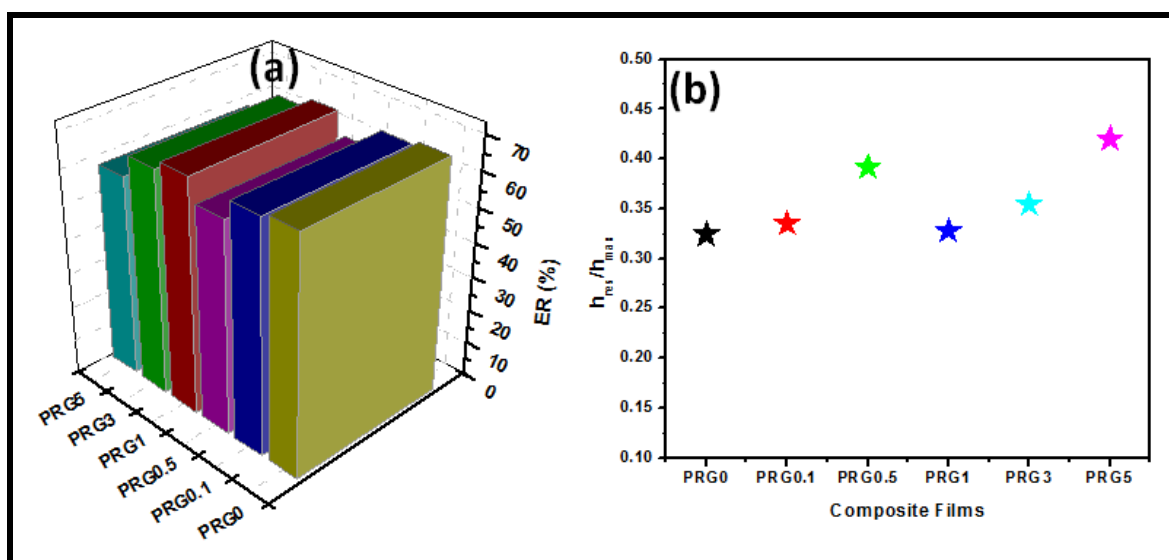 (a)
70
60
50
40
30
20
10
0
ER (%)
PRG5
PRG3
PRG1
PRG0.5
PRG0.1
PRG0
(b)
0.50
0.45
0.40
0.35
0.30
0.25
0.20
0.15
0.10
h_res/h_max
PRG0 PRG0.1 PRG0.5 PRG1 PRG3 PRG5
Composite Films